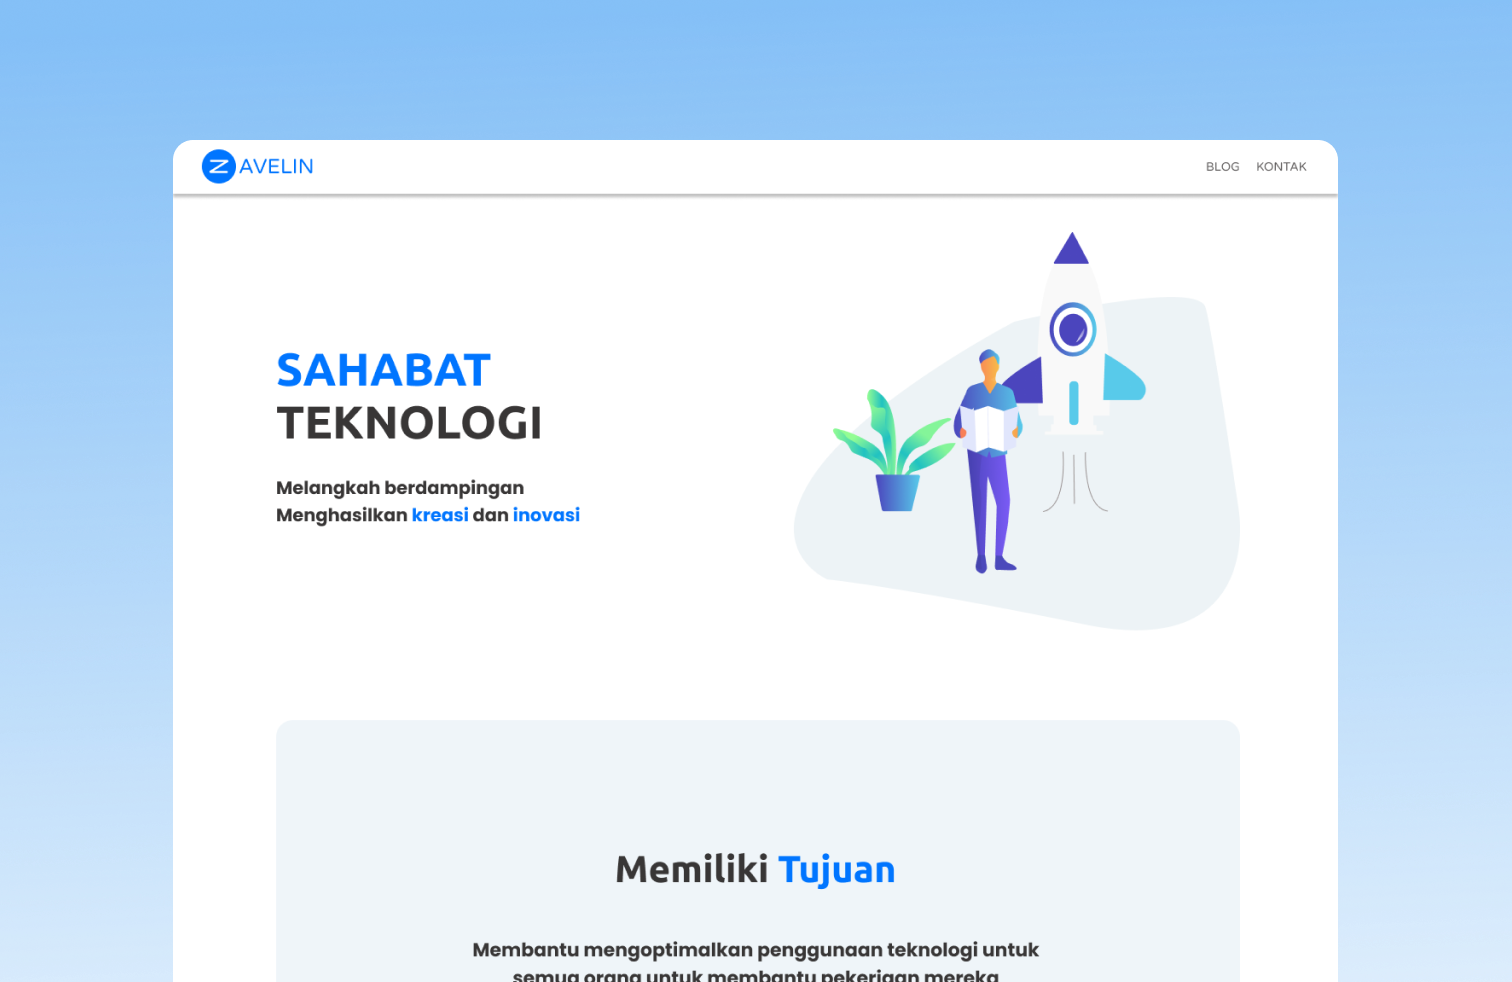 ZAVELIN
BLOG KONTAK
SAHABAT
TEKNOLOGI
Melangkah berdampingan
Menghasilkan kreasi dan inovasi
Memiliki Tujuan
Membantu mengoptimalkan penggunaan teknologi untuk
semua orang untuk membantu pekerjaan mereka